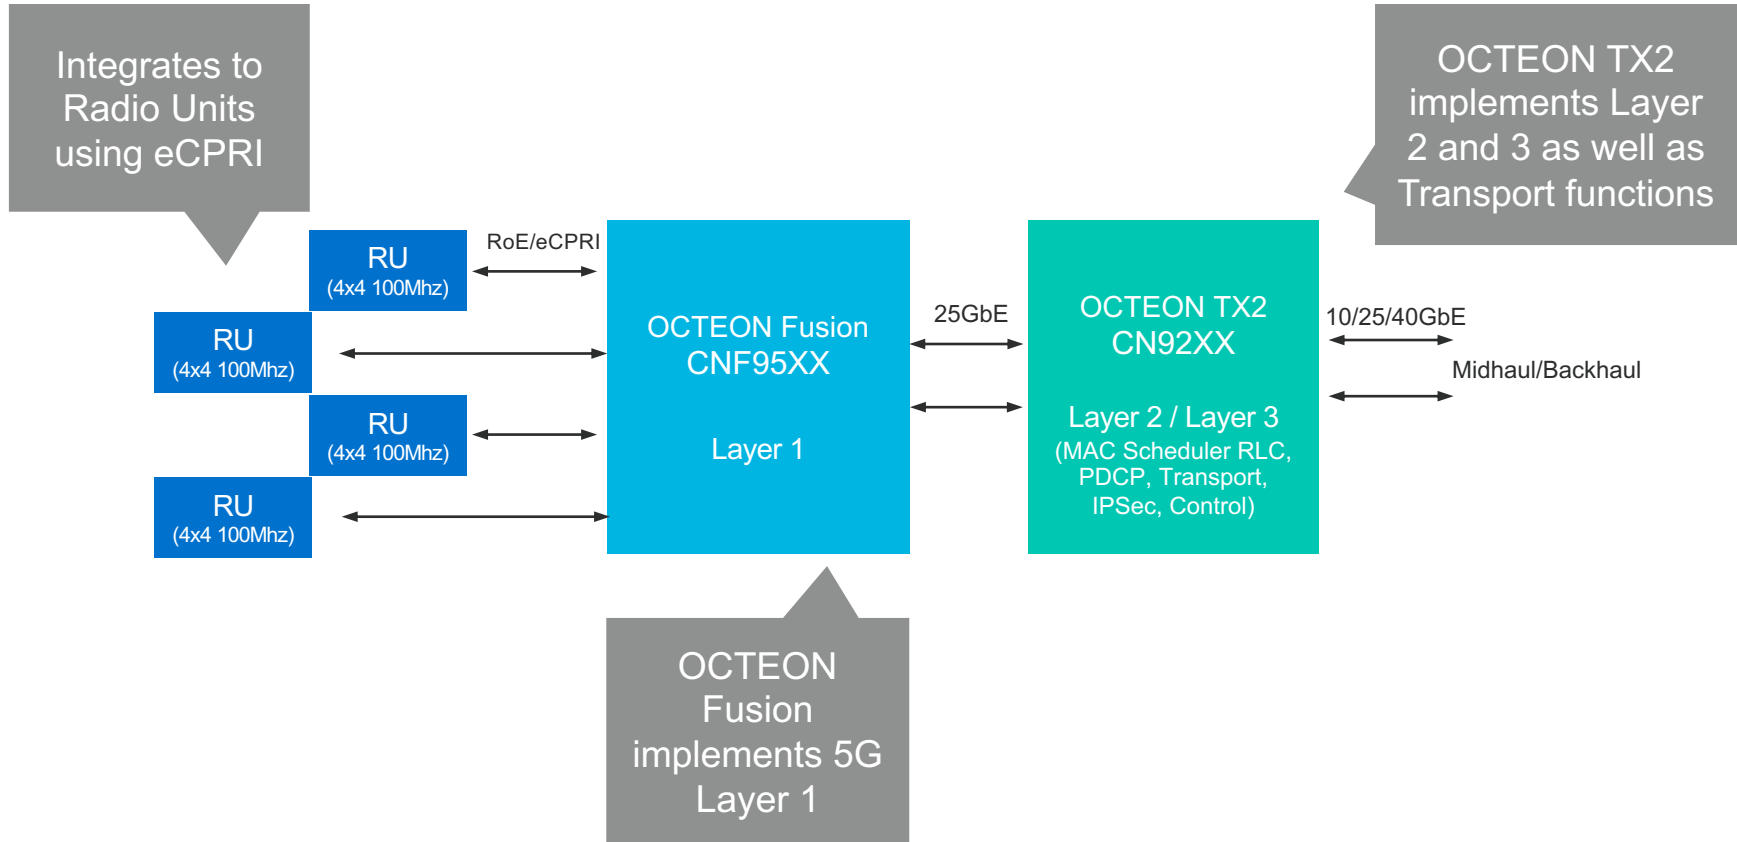 Integrates to
Radio Units
using eCPRI
OCTEON TX2
implements Layer
2 and 3 as well as
Transport functions
RU
(4x4 100Mhz)
RoE/eCPRI
RU
(4x4 100Mhz)
RU
(4x4 100Mhz)
RU
(4x4 100Mhz)
OCTEON Fusion
CNF95XX
Layer 1
25GbE
OCTEON TX2
CN92XX
Layer 2 / Layer 3
(MAC Scheduler RLC,
PDCP, Transport,
IPSec, Control)
10/25/40GbE
Midhaul/Backhaul
OCTEON
Fusion
implements 5G
Layer 1